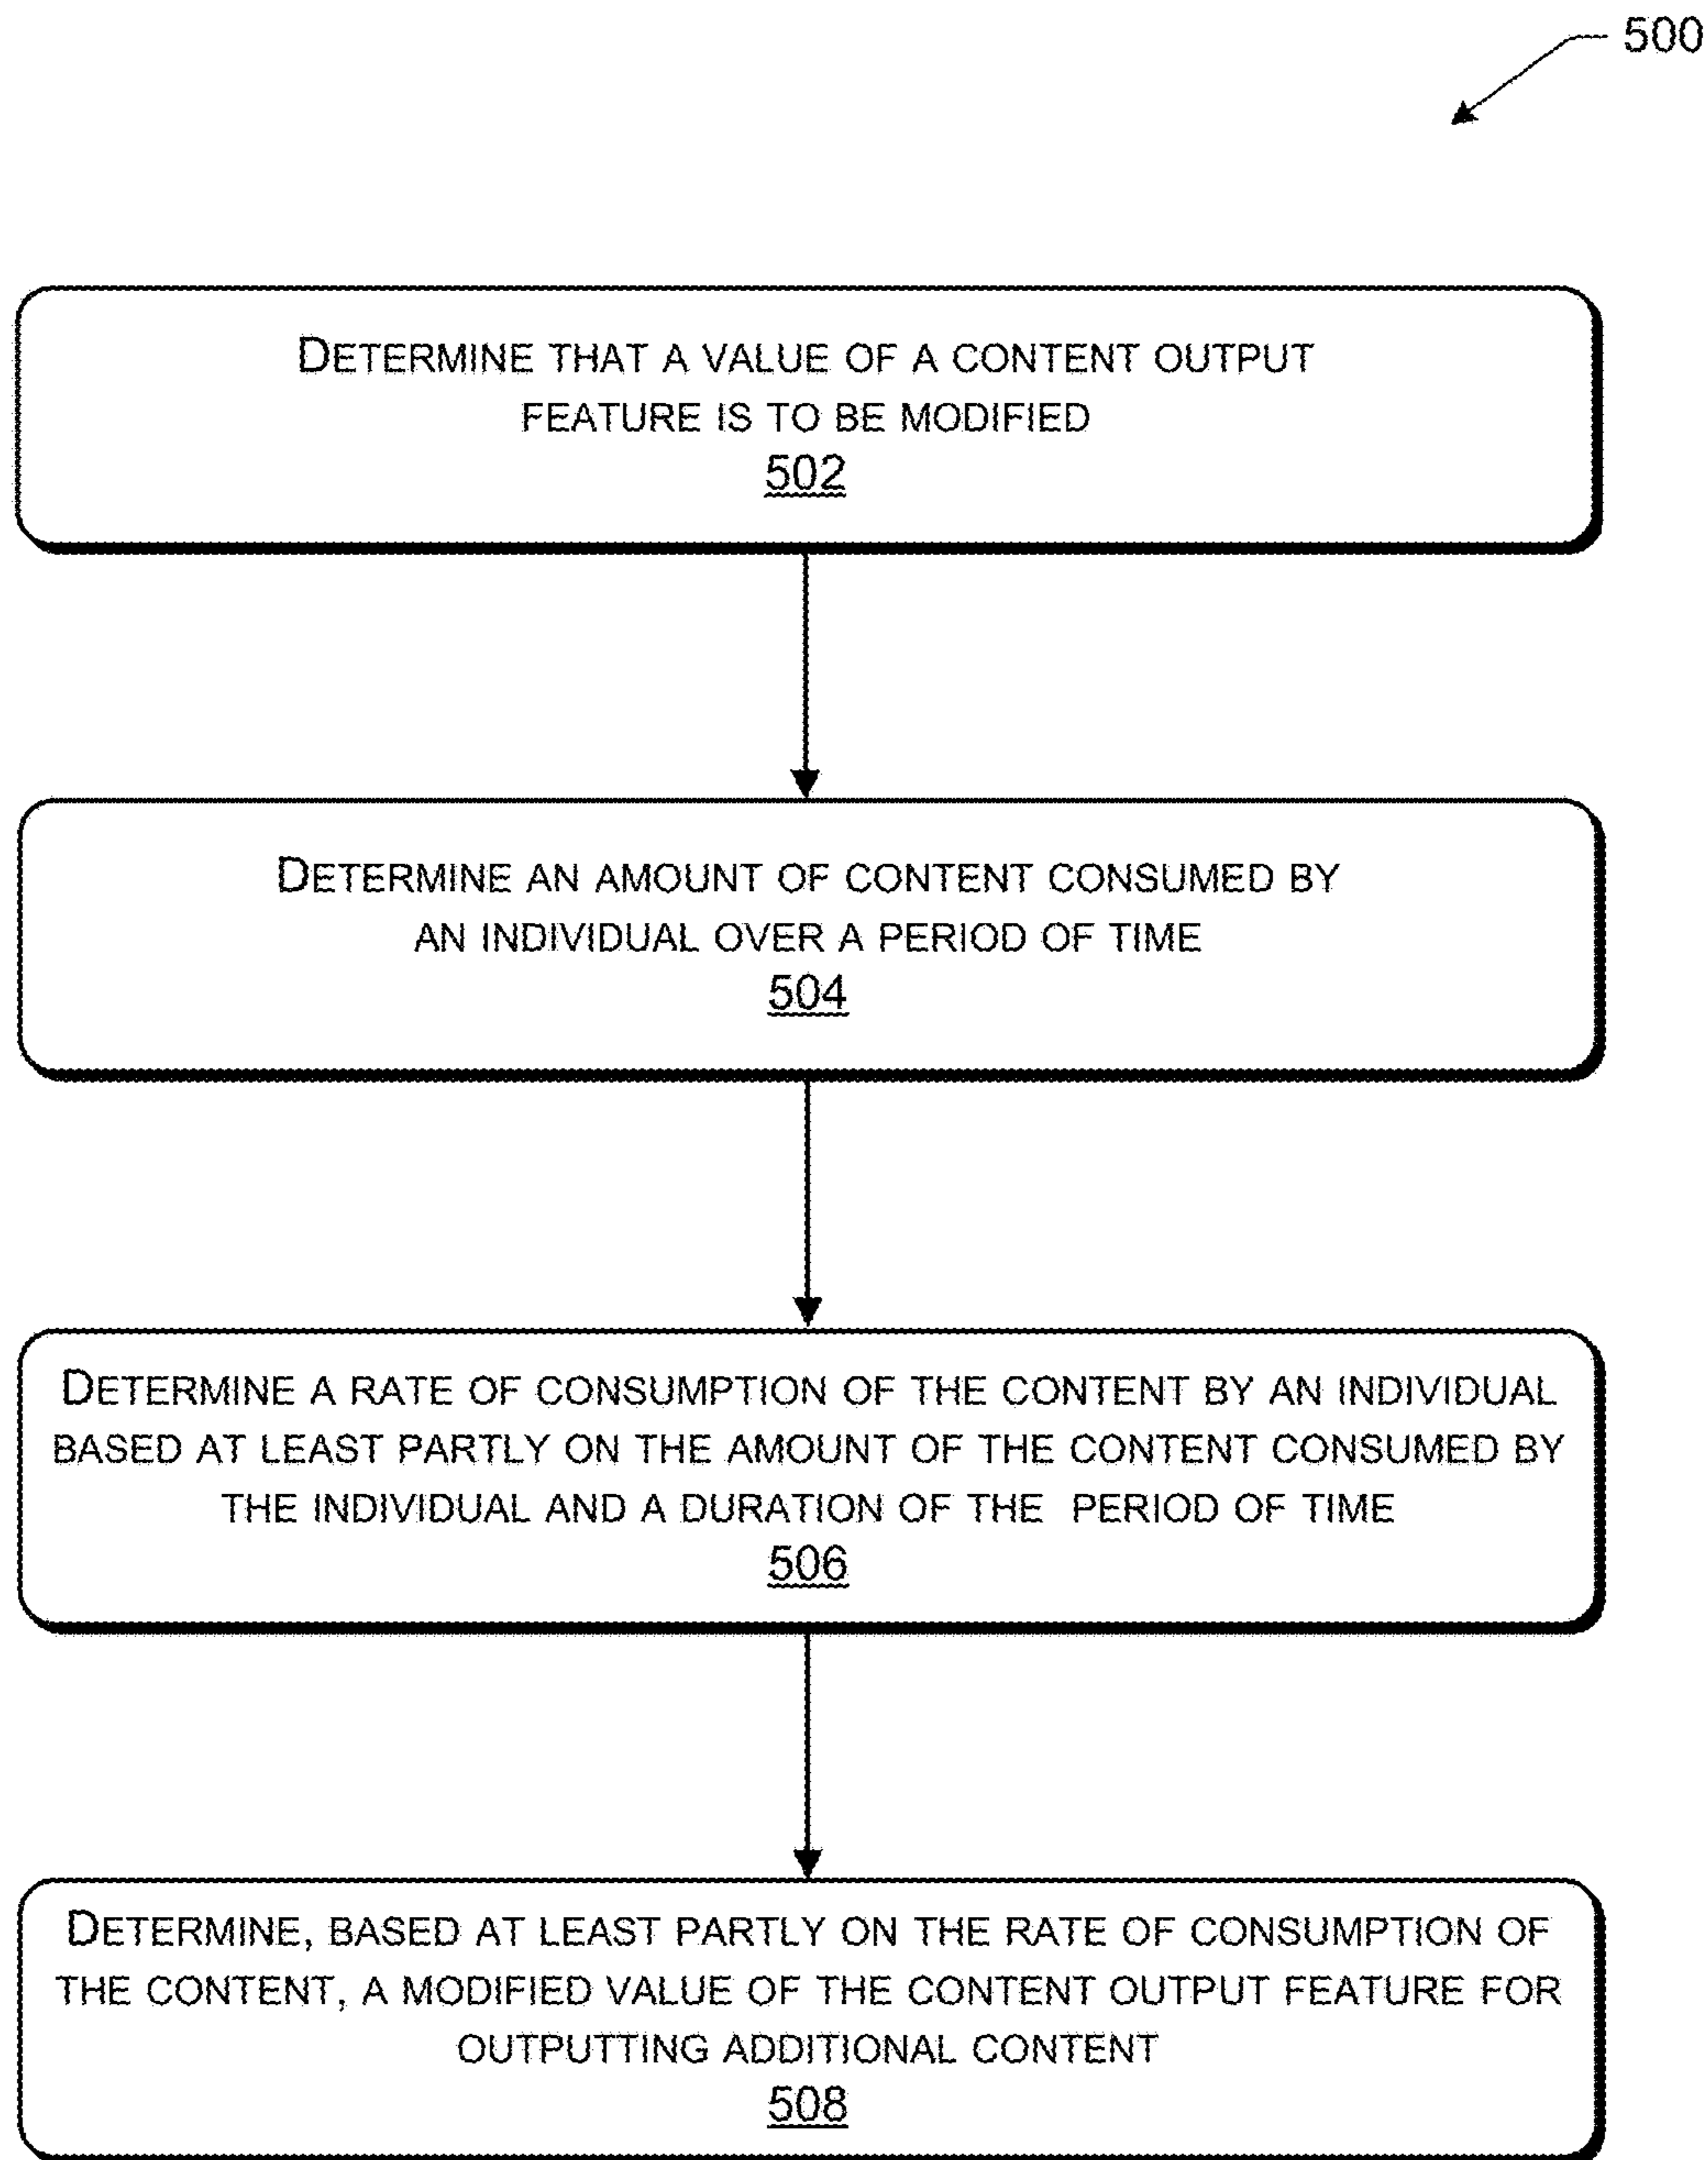 500
DETERMINE THAT A VALUE OF A CONTENT OUTPUT
FEATURE IS TO BE MODIFIED
502
DETERMINE AN AMOUNT OF CONTENT CONSUMED BY
AN INDIVIDUAL OVER A PERIOD OF TIME
504
DETERMINE A RATE OF CONSUMPTION OF THE CONTENT BY AN INDIVIDUAL
BASED AT LEAST PARTLY ON THE AMOUNT OF THE CONTENT CONSUMED BY
THE INDIVIDUAL AND A DURATION OF THE PERIOD OF TIME
506
DETERMINE, BASED AT LEAST PARTLY ON THE RATE OF CONSUMPTION OF
THE CONTENT, A MODIFIED VALUE OF THE CONTENT OUTPUT FEATURE FOR
OUTPUTTING ADDITIONAL CONTENT
508